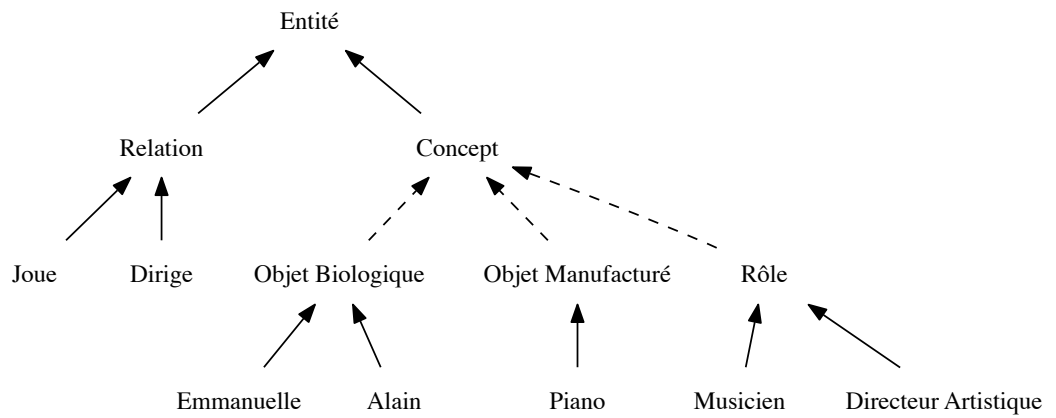 Entité
Relation Concept
Joue Dirige Objet Biologique Objet Manufacturé Rôle
Emmanuelle Alain Piano Musicien Directeur Artistique